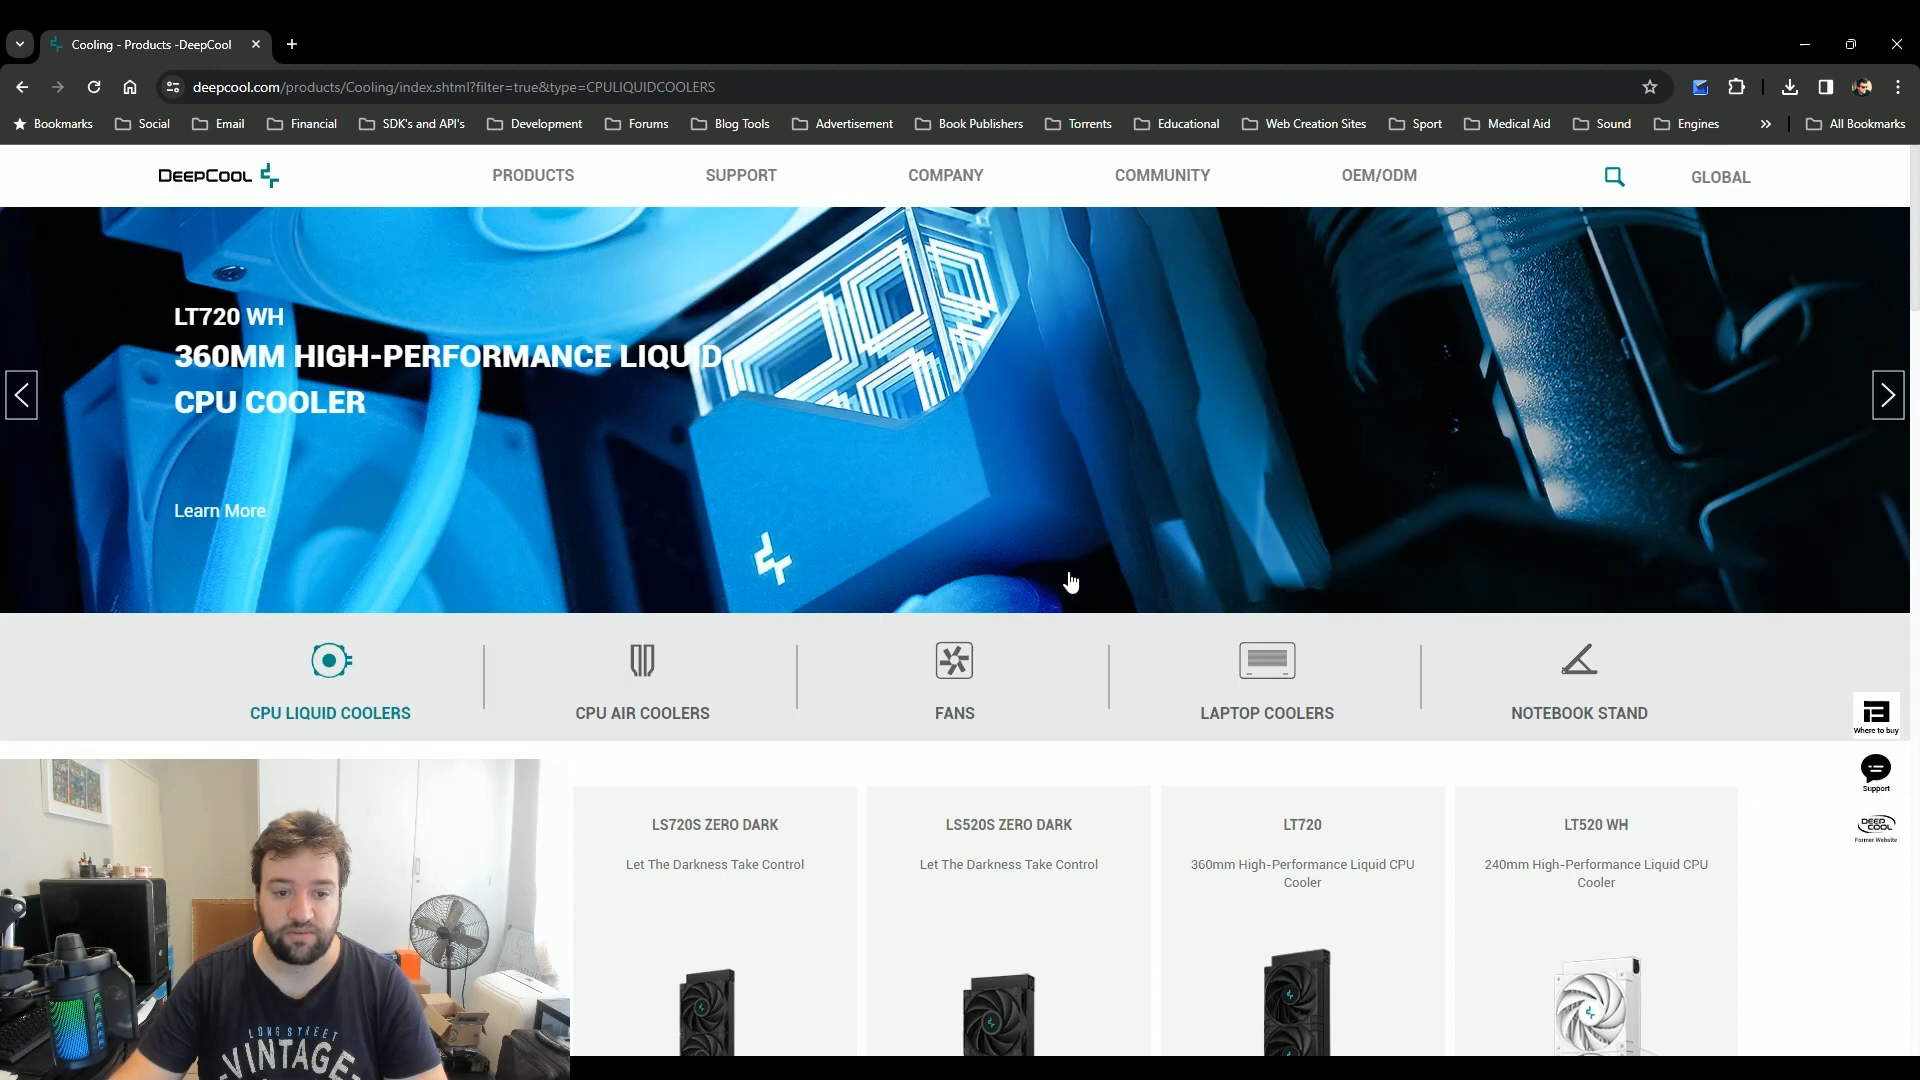 Cooling - Products -DeepCool
deepcool.com/products/Cooling/index.shtml?filter=true&type=CPULIQUIDCOOLERS
Bookmarks Social Email Financial SDK's and API's Development Forums Blog Tools Advertisement Book Publishers Torrents Educational Web Creation Sites Sport Medical Aid Sound Engines All Bookmarks
DEEPCOOL PRODUCTS SUPPORT COMPANY COMMUNITY OEM/ODM GLOBAL
LT720 WH
360MM HIGH-PERFORMANCE LIQUID
CPU COOLER
Learn More
CPU LIQUID COOLERS CPU AIR COOLERS FANS LAPTOP COOLERS NOTEBOOK STAND
Where to buy
Support
DEEP
COOL
Former Website
LS720S ZERO DARK LS520S ZERO DARK LT720 LT520 WH
Let The Darkness Take Control Let The Darkness Take Control 360mm High-Performance Liquid CPU 240mm High-Performance Liquid CPU
Cooler Cooler
LONG STREET
VINTAGE